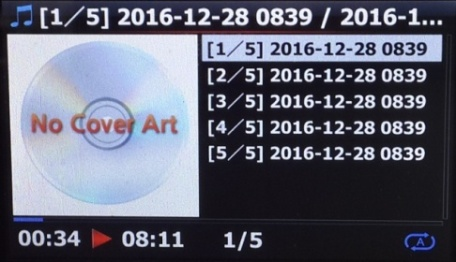 [1／5] 2016-12-28 0839 / 2016-1...
No Cover Art
[1／5] 2016-12-28 0839
[2／5] 2016-12-28 0839
[3／5] 2016-12-28 0839
[4／5] 2016-12-28 0839
[5／5] 2016-12-28 0839
00:34 08:11 1/5 A